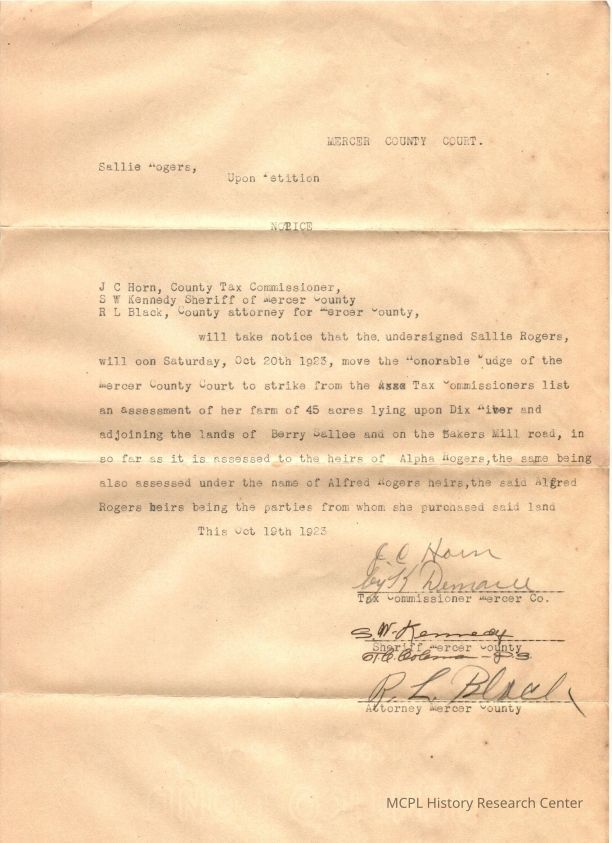 MERCER COUNTY COURT.
Sallie Rogers,
Upon Petition
NOTICE
J C Horn, County Tax Commissioner,
S W Kennedy Sheriff of Mercer County
R L Black, County attorney for Mercer County,
will take notice that the undersigned Sallie Rogers,
will oon Saturday, Oct 20th 1923, move the Honorable Judge of the
Mercer County Court to strike from the Tax Commissioners list
an assessment of her farm of 45 acres lying upon Dix River and
adjoining the lands of Berry Sallee and on the Bakers Mill road, in
so far as it is assessed to the heirs of Alpha Rogers,the same being
also assessed under the name of Alfred Rogers heirs,the said Alfred
Rogers heirs being the parties from whom she purchased said land
This Oct 19th 1923
J C Horn
by K Demaree
Tax Commissioner Mercer Co.
S.W. Kennedy
Sheriff Mercer County
R. L. Black
Attorney Mercer County
MCPL History Research Center